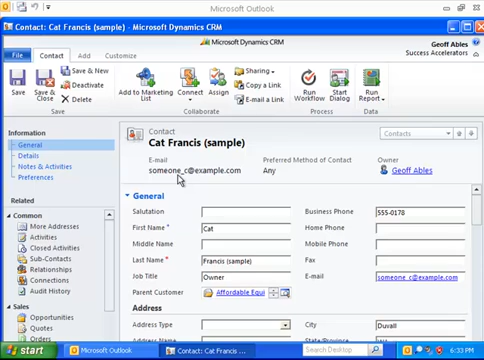 Microsoft Outlook
Contact: Cat Francis (sample) - Microsoft Dynamics CRM
Microsoft Dynamics CRM
File
Contact
Add
Customize
Geoff Ables
Success Accelerators
Save
Save & Close
Save & New
Deactivate
Delete
Save
Add to Marketing List
Connect
Assign
Sharing
Copy a Link
E-mail a Link
Collaborate
Run Workflow
Start Dialog
Process
Run Report
Data
Information
General
Details
Notes & Activities
Preferences
Related
Common
More Addresses
Activities
Closed Activities
Sub-Contacts
Relationships
Connections
Audit History
Sales
Opportunities
Quotes
Orders
Contact
Cat Francis (sample)
Contacts
E-mail
someone_c@example.com
Preferred Method of Contact
Any
Owner
Geoff Ables
General
Salutation
Business Phone
555-0178
First Name *
Cat
Home Phone
Middle Name
Mobile Phone
Last Name *
Francis (sample)
Fax
Job Title
Owner
E-mail
someone_c@example.com
Parent Customer
Affordable Equi
Address
Address Type
City
Duvall
start
Microsoft Outlook
Contact: Cat Francis ...
Search Desktop
6:33 PM